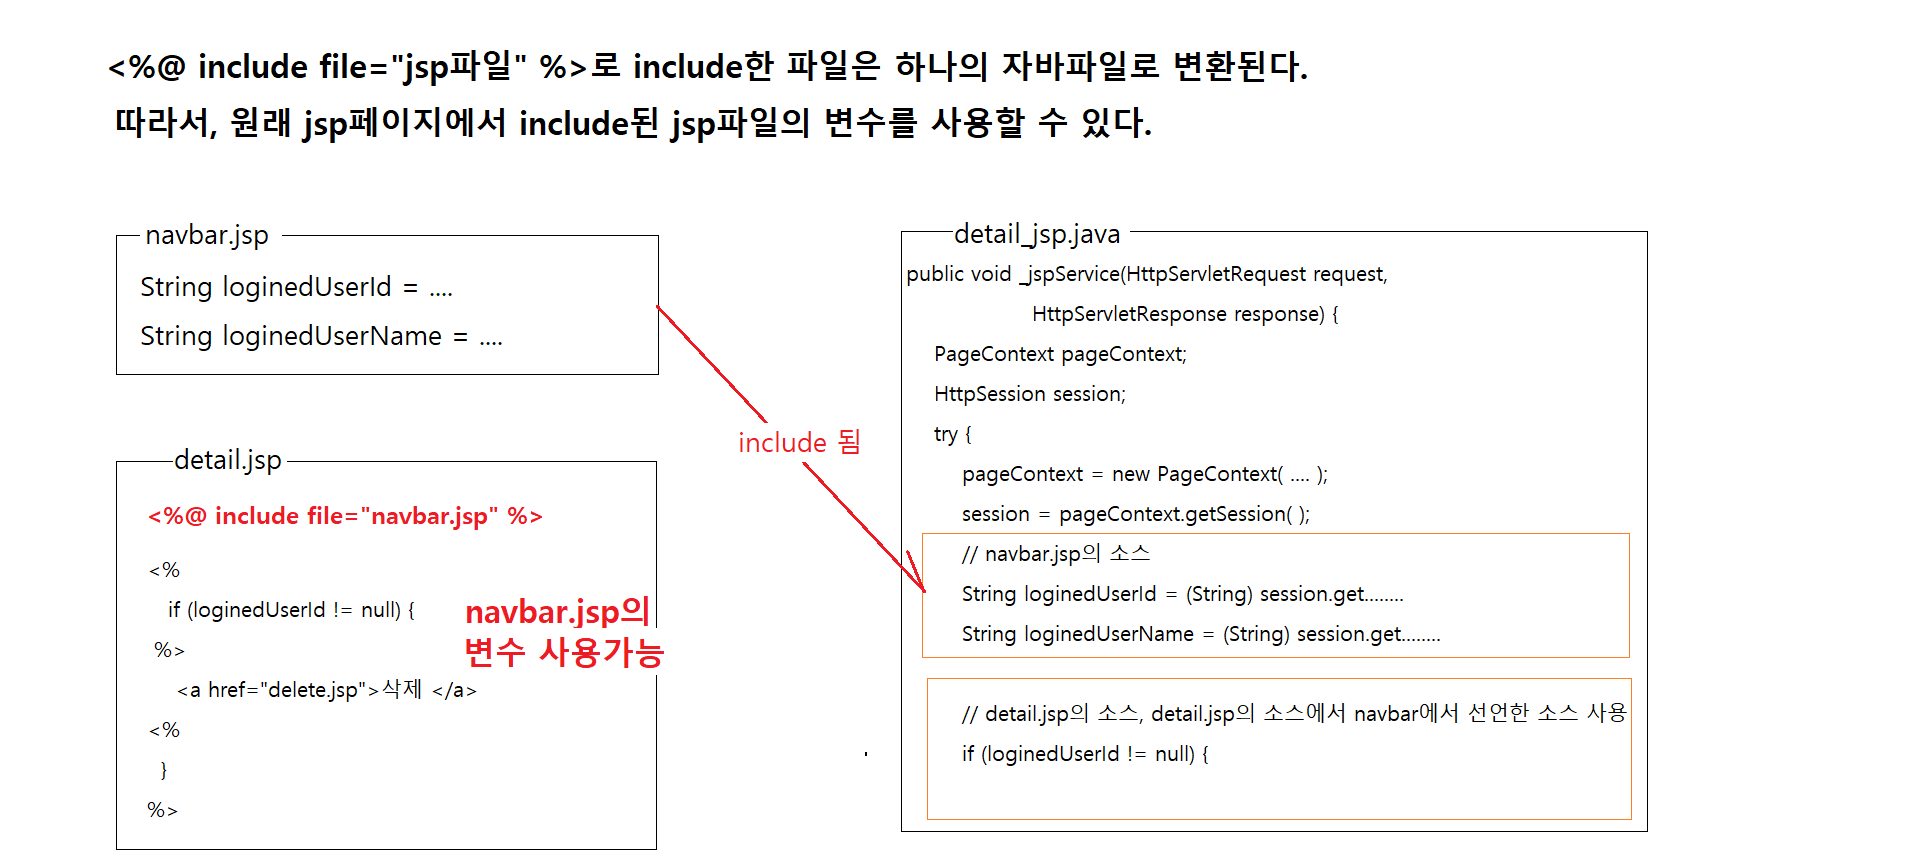 <%@ include file="jsp파일" %>로 include한 파일은 하나의 자바파일로 변환된다.
따라서, 원래 jsp페이지에서 include된 jsp파일의 변수를 사용할 수 있다.
navbar.jsp
String loginedUserId = ....
String loginedUserName = ....
detail.jsp
<%@ include file="navbar.jsp" %>
<%
if (loginedUserId != null) {
%>
<a href="delete.jsp">삭제 </a>
<%
}
%>
navbar.jsp의
변수 사용가능
include 됨
detail_jsp.java
public void _jspService(HttpServletRequest request,
HttpServletResponse response) {
PageContext pageContext;
HttpSession session;
try {
pageContext = new PageContext( .... );
session = pageContext.getSession( );
// navbar.jsp의 소스
String loginedUserId = (String) session.get........
String loginedUserName = (String) session.get........
// detail.jsp의 소스, detail.jsp의 소스에서 navbar에서 선언한 소스 사용
if (loginedUserId != null) {